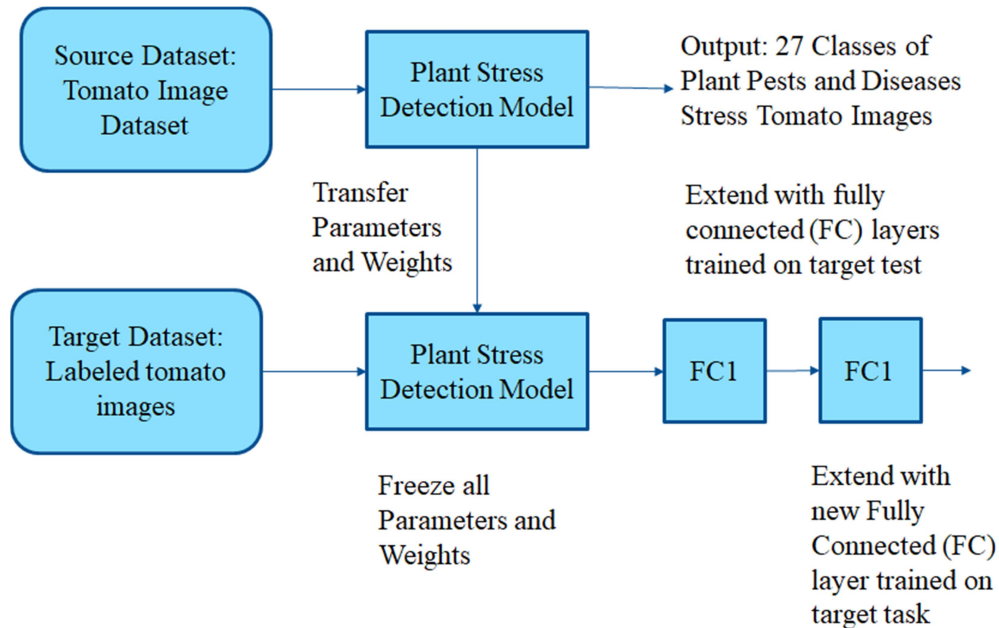 Source Dataset:
Tomato Image
Dataset
Plant Stress
Detection Model
Output: 27 Classes of
Plant Pests and Diseases
Stress Tomato Images
Transfer
Parameters
and Weights
Extend with fully
connected (FC) layers
trained on target test
Target Dataset:
Labeled tomato
images
Plant Stress
Detection Model
FC1
FC1
Freeze all
Parameters and
Weights
Extend with
new Fully
Connected (FC)
layer trained on
target task